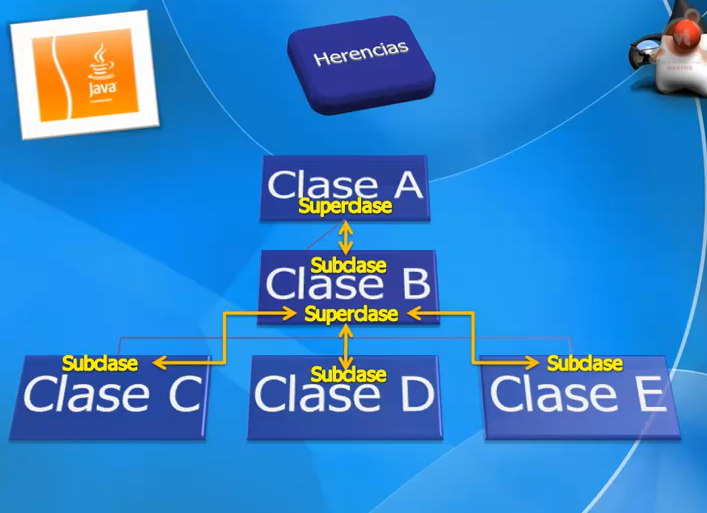 Herencias
Java
Clase A
Superclase
Subclase
Clase B
Superclase
Subclase
Clase C
Subclase
Clase D
Subclase
Clase E